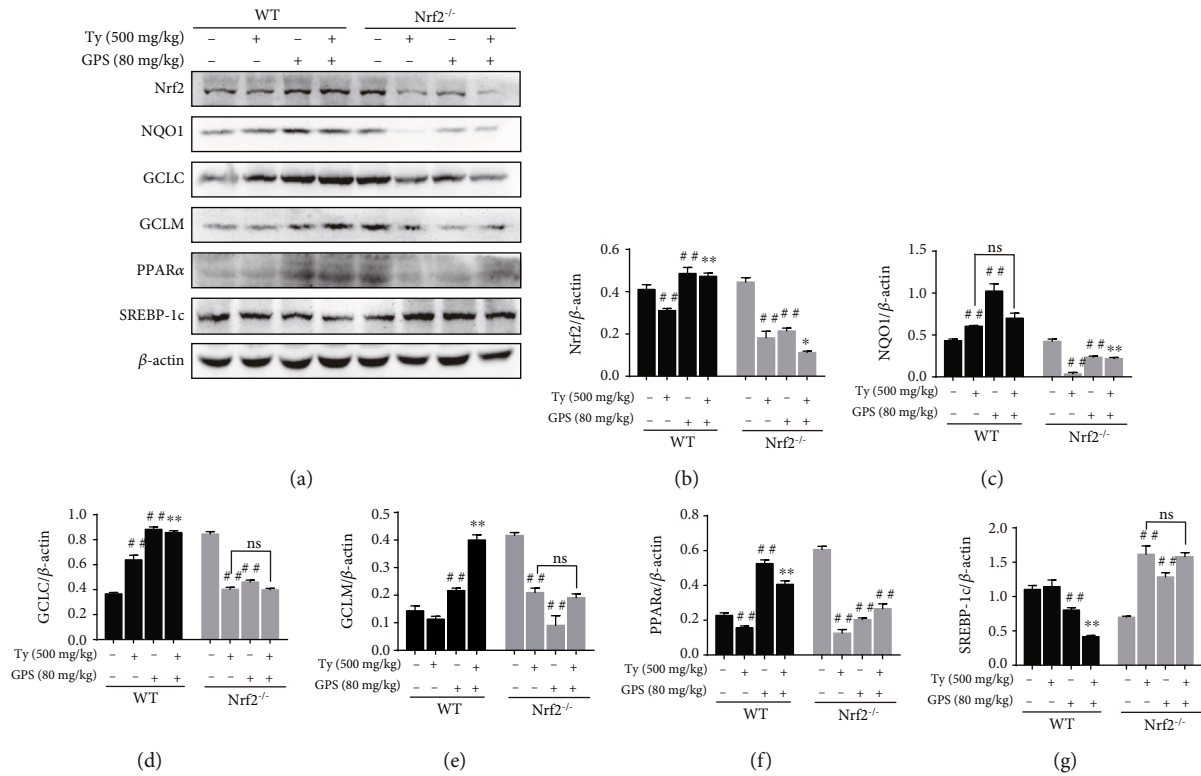 WT Nrf2-/-
Ty (500 mg/kg) – + – + – + – +
GPS (80 mg/kg) – – + + – – + +
Nrf2
NQO1
GCLC
GCLM
PPARα
SREBP-1c
β-actin
(a)
Nrf2/β-actin
0.6
0.4
0.2
0.0
## ## ** ## ## *
Ty (500 mg/kg) – + – + – + – +
GPS (80 mg/kg) – – + + – – + +
WT Nrf2-/-
(b)
NQO1/β-actin
1.5
1.0
0.5
0.0
ns
## ## ## ## **
Ty (500 mg/kg) – + – + – + – +
GPS (80 mg/kg) – – + + – – + +
WT Nrf2-/-
(c)
GCLC/β-actin
1.0
0.8
0.6
0.4
0.2
0.0
ns
## ## ** ## ##
Ty (500 mg/kg) – + – + – + – +
GPS (80 mg/kg) – – + + – – + +
WT Nrf2-/-
(d)
GCLM/β-actin
0.5
0.4
0.3
0.2
0.1
0.0
ns
## ** ## ##
Ty (500 mg/kg) – + – + – + – +
GPS (80 mg/kg) – – + + – – + +
WT Nrf2-/-
(e)
PPARα/β-actin
0.8
0.6
0.4
0.2
0.0
## ## ** ## ## ##
Ty (500 mg/kg) – + – + – + – +
GPS (80 mg/kg) – – + + – – + +
WT Nrf2-/-
(f)
SREBP-1c/β-actin
2.0
1.5
1.0
0.5
0.0
ns
## ** ## ##
Ty (500 mg/kg) – + – + – + – +
GPS (80 mg/kg) – – + + – – + +
WT Nrf2-/-
(g)